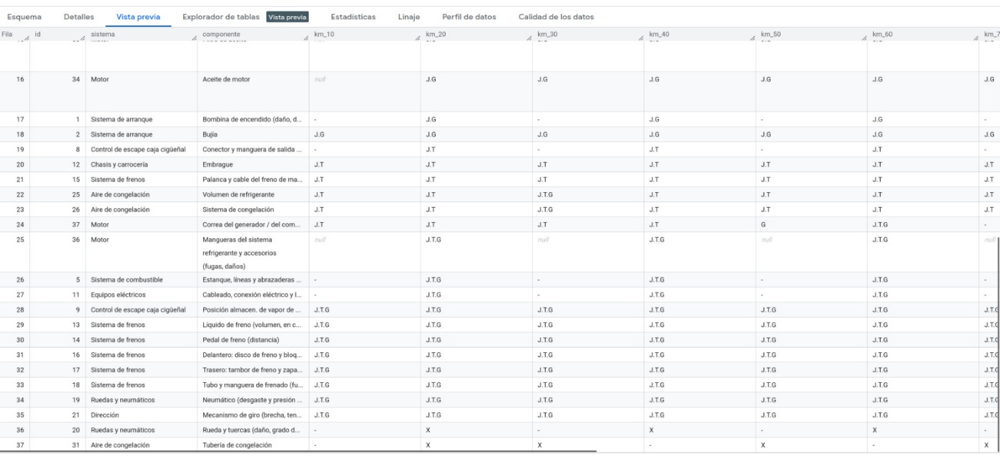 Esquema Detalles Vista previa Explorador de tablas Vista previa Estadísticas Linaje Perfil de datos Calidad de los datos
Fila id sistema componente km_10 km_20 km_30 km_40 km_50 km_60 km_7
16 34 Motor Aceite de motor null J.G J.G J.G J.G J.G J.G
17 1 Sistema de arranque Bombina de encendido (daño, d... - J.G - J.G - J.G -
18 2 Sistema de arranque Bujía J.G J.G J.G J.G J.G J.G J.G
19 8 Control de escape caja cigüeñal Conector y manguera de salida ... - J.T - J.T - J.T -
20 12 Chasis y carrocería Embrague J.T J.T J.T J.T J.T J.T J.T
21 15 Sistema de frenos Palanca y cable del freno de ma... J.T J.T J.T J.T J.T J.T J.T
22 25 Aire de congelación Volumen de refrigerante J.T J.T J.T.G J.T J.T J.T J.T
23 26 Aire de congelación Sistema de congelación J.T J.T J.T.G J.T J.T J.T J.T
24 37 Motor Correa del generador / del com... J.T J.T J.T J.T G J.T.G -
25 36 Motor Mangueras del sistema null J.T.G null J.T.G null J.T.G null
refrigerante y accesorios
(fugas, daños)
26 5 Sistema de combustible Estanque, líneas y abrazaderas ... - J.T.G - J.T.G - J.T.G -
27 11 Equipos eléctricos Cableado, conexión eléctrico y l... - J.T.G - J.T.G - J.T.G -
28 9 Control de escape caja cigüeñal Posición almacen. de vapor de ... J.T.G J.T.G J.T.G J.T.G J.T.G J.T.G J.T.G
29 13 Sistema de frenos Líquido de freno (volumen, en c... J.T.G J.T.G J.T.G J.T.G J.T.G J.T.G J.T.G
30 14 Sistema de frenos Pedal de freno (distancia) J.T.G J.T.G J.T.G J.T.G J.T.G J.T.G J.T.G
31 16 Sistema de frenos Delantero: disco de freno y bloq... J.T.G J.T.G J.T.G J.T.G J.T.G J.T.G J.T.G
32 17 Sistema de frenos Trasero: tambor de freno y zapa... J.T.G J.T.G J.T.G J.T.G J.T.G J.T.G J.T.G
33 18 Sistema de frenos Tubo y manguera de frenado (fu... J.T.G J.T.G J.T.G J.T.G J.T.G J.T.G J.T.G
34 19 Ruedas y neumáticos Neumático (desgaste y presión ... J.T.G J.T.G J.T.G J.T.G J.T.G J.T.G J.T.G
35 21 Dirección Mecanismo de giro (brecha, ten... J.T.G J.T.G J.T.G J.T.G J.T.G J.T.G J.T.G
36 20 Ruedas y neumáticos Rueda y tuercas (daño, grado d... - X - X - X -
37 31 Aire de congelación Tubería de congelación - X X - X - X